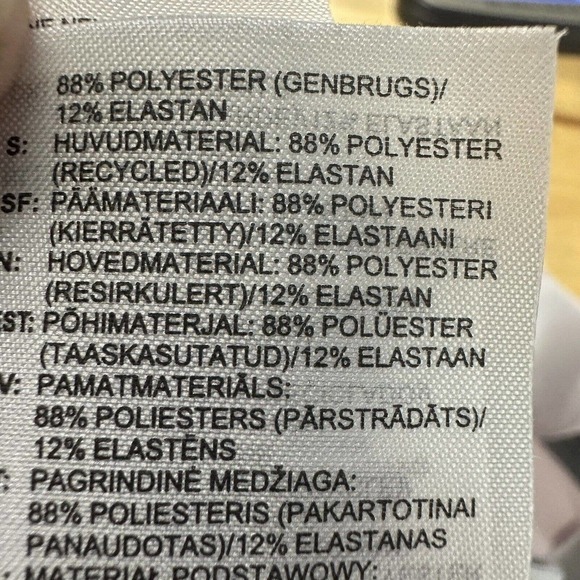 88% POLYESTER (GENBRUGS)/
12% ELASTAN
S: HUVUDMATERIAL: 88% POLYESTER
(RECYCLED)/12% ELASTAN
SF: PÄÄMATERIAALI: 88% POLYESTERI
(KIERRÄTETTY)/12% ELASTAANI
N: HOVEDMATERIAL: 88% POLYESTER
(RESIRKULERT)/12% ELASTAN
EST: PÕHIMATERJAL: 88% POLÜESTER
(TAASKASUTATUD)/12% ELASTAAN
V: PAMATMATERIĀLS:
88% POLIESTERS (PĀRSTRĀDĀTS)/
12% ELASTĒNS
T: PAGRINDINĖ MEDŽIAGA:
88% POLIESTERIS (PAKARTOTINAI
PANAUDOTAS)/12% ELASTANAS
MATERIAŁ PODSTAWOWY: